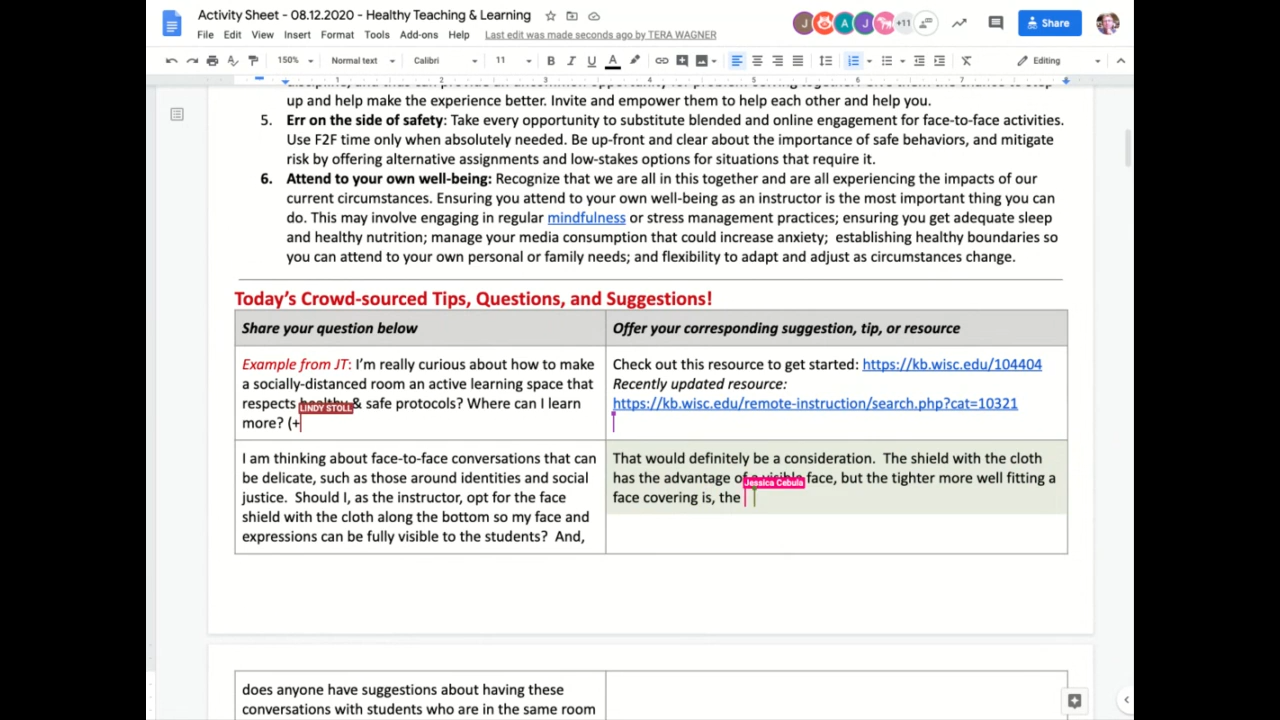 Activity Sheet - 08.12.2020 - Healthy Teaching & Learning
J A J +11 Share
File Edit View Insert Format Tools Add-ons Help Last edit was made seconds ago by TERA WAGNER
150% Normal text Calibri 11 B I U A Editing
1 2 3 4 5 6 7
up and help make the experience better. Invite and empower them to help each other and help you.
5. Err on the side of safety: Take every opportunity to substitute blended and online engagement for face-to-face activities.
Use F2F time only when absolutely needed. Be up-front and clear about the importance of safe behaviors, and mitigate
risk by offering alternative assignments and low-stakes options for situations that require it.
6. Attend to your own well-being: Recognize that we are all in this together and are all experiencing the impacts of our
current circumstances. Ensuring you attend to your own well-being as an instructor is the most important thing you can
do. This may involve engaging in regular mindfulness or stress management practices; ensuring you get adequate sleep
and healthy nutrition; manage your media consumption that could increase anxiety; establishing healthy boundaries so
you can attend to your own personal or family needs; and flexibility to adapt and adjust as circumstances change.
Today's Crowd-sourced Tips, Questions, and Suggestions!
Share your question below
Offer your corresponding suggestion, tip, or resource
Example from JT: I'm really curious about how to make
a socially-distanced room an active learning space that
respects healthy & safe protocols? Where can I learn
LINDY STOLL
more? (+
Check out this resource to get started: https://kb.wisc.edu/104404
Recently updated resource:
https://kb.wisc.edu/remote-instruction/search.php?cat=10321
I am thinking about face-to-face conversations that can
be delicate, such as those around identities and social
justice. Should I, as the instructor, opt for the face
shield with the cloth along the bottom so my face and
expressions can be fully visible to the students? And,
That would definitely be a consideration. The shield with the cloth
has the advantage of a visible face, but the tighter more well fitting a
Jessica Cebula
face covering is, the
does anyone have suggestions about having these
conversations with students who are in the same room